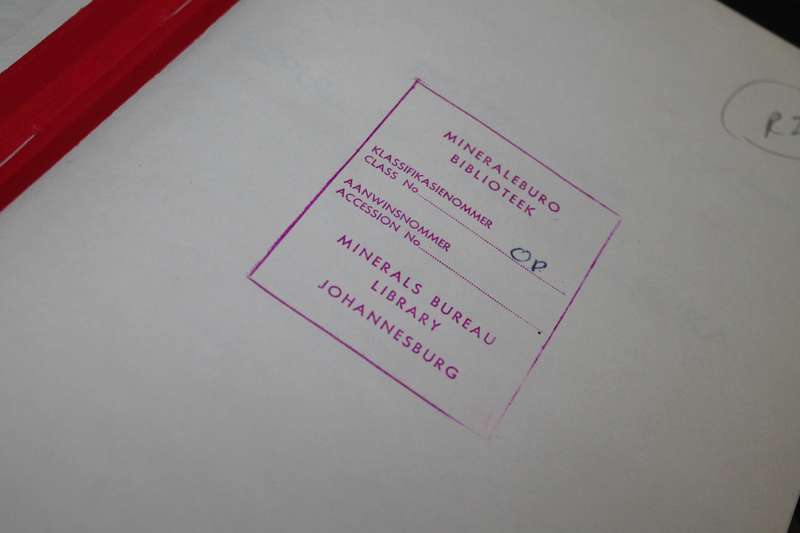 MINERALEBURO
BIBLIOTEEK
KLASSIFIKASIENOMMER
CLASS No
OP
AANWINSNOMMER
ACCESSION No
MINERALS BUREAU
LIBRARY
JOHANNESBURG